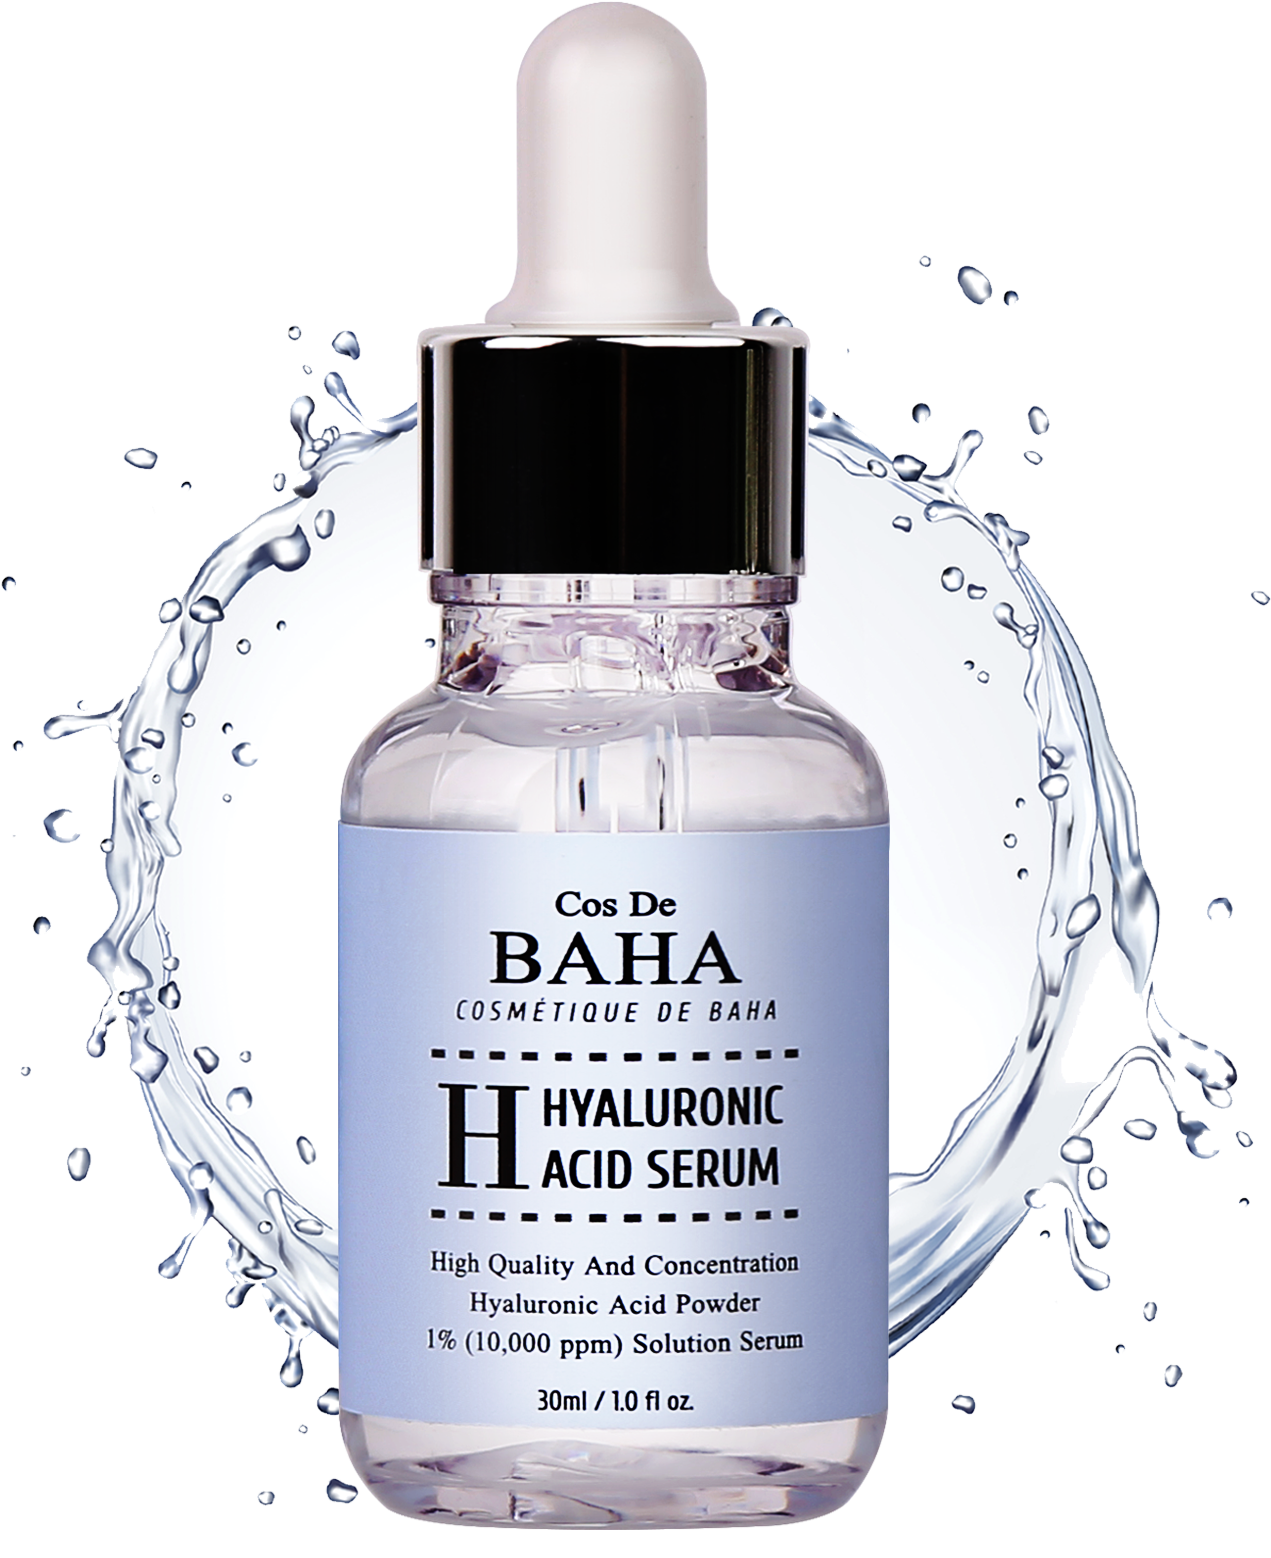 Cos De
BAHA
COSMÉTIQUE DE BAHA
H HYALURONIC
ACID SERUM
High Quality And Concentration
Hyaluronic Acid Powder
1% (10,000 ppm) Solution Serum
30ml / 1.0 fl oz.